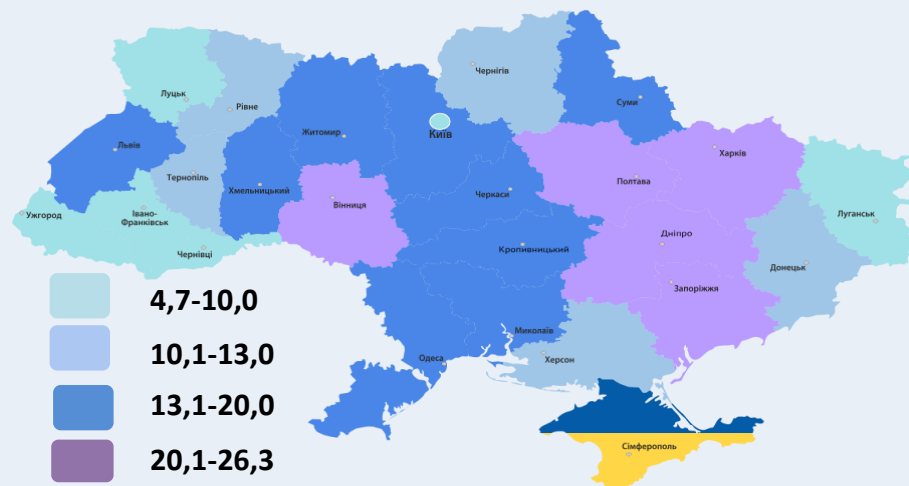 Чернігів
Луцьк
Рівне
Суми
Київ
Житомир
Львів
Харків
Тернопіль
Хмельницький
Полтава
Черкаси
Вінниця
Ужгород
Івано-
Франківськ
Луганськ
Дніпро
Чернівці
Кропивницький
Донецьк
Запоріжжя
4,7-10,0
Миколаїв
10,1-13,0
Одеса
Херсон
13,1-20,0
Сімферополь
20,1-26,3